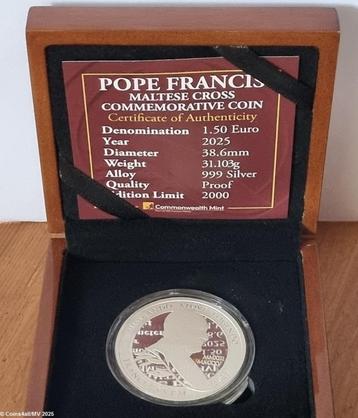 POPE FRANCIS
MALTESE CROSS
COMMEMORATIVE COIN
Certificate of Authenticity
Denomination 1.50 Euro
Year 2025
Diameter 38.6mm
Weight 31.103g
Alloy 999 Silver
Quality Proof
Edition Limit 2000
Commonwealth Mint
© Coins4all/MV 2025